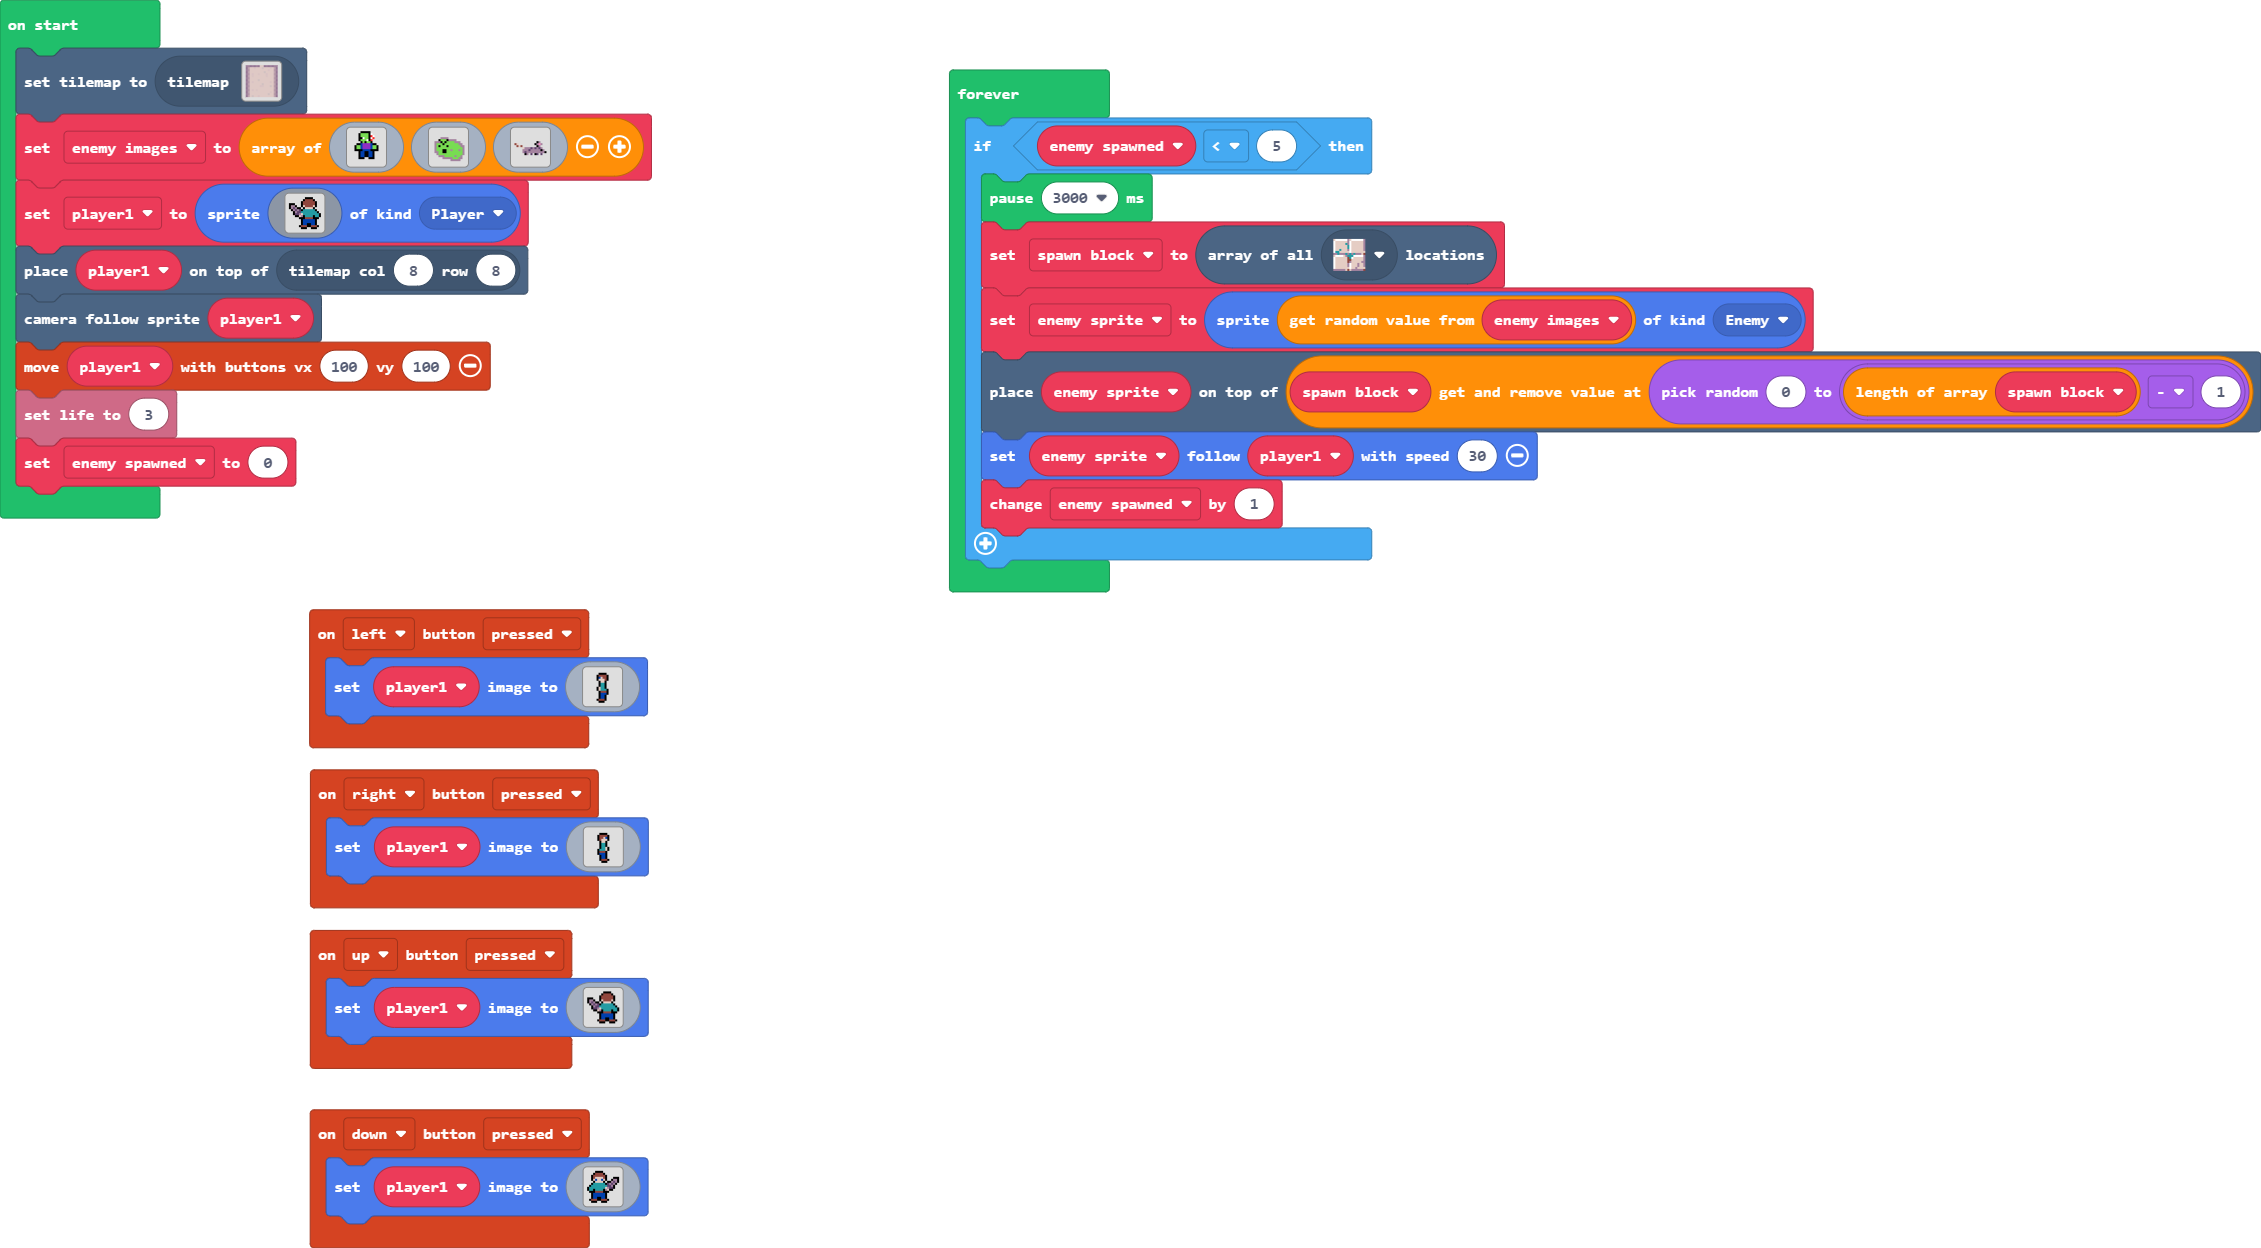 on start
set tilemap to tilemap
set enemy images to array of
set player1 to sprite of kind Player
place player1 on top of tilemap col 8 row 8
camera follow sprite player1
move player1 with buttons vx 100 vy 100
set life to 3
set enemy spawned to 0
forever
if enemy spawned < 5 then
pause 3000 ms
set spawn block to array of all locations
set enemy sprite to sprite get random value from enemy images of kind Enemy
place enemy sprite on top of spawn block get and remove value at pick random 0 to length of array spawn block - 1
set enemy sprite follow player1 with speed 30
change enemy spawned by 1
on left button pressed
set player1 image to
on right button pressed
set player1 image to
on up button pressed
set player1 image to
on down button pressed
set player1 image to